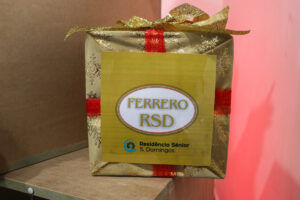 FERRERO
RSD
Residência Sénior
S. Domingos